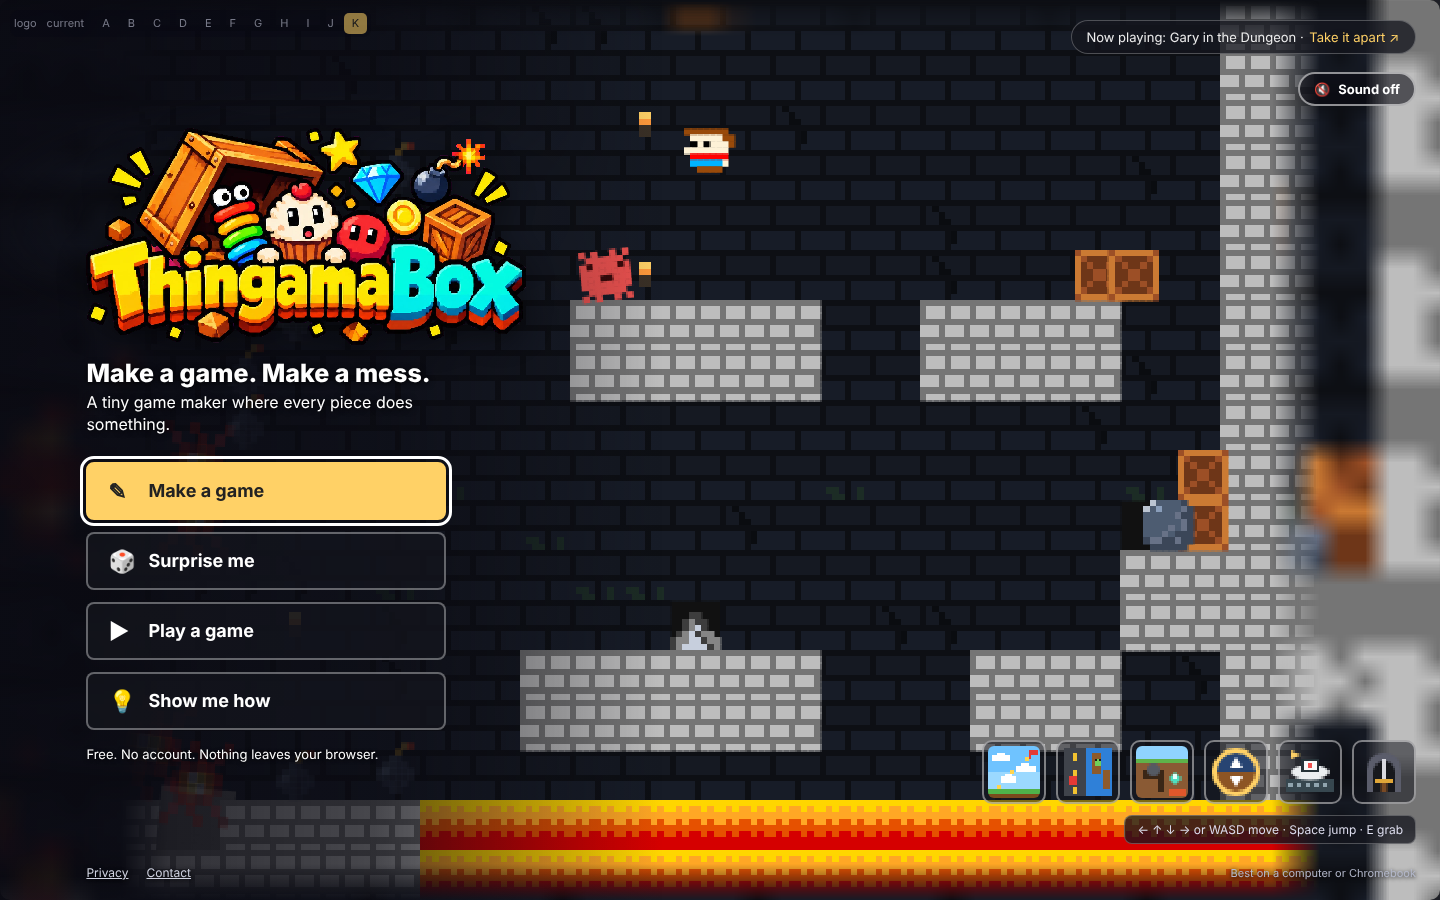 logo current A B C D E F G H I J K
Now playing: Gary in the Dungeon · Take it apart ↗
Sound off
ThingamaBox
Make a game. Make a mess.
A tiny game maker where every piece does
something.
Make a game
Surprise me
Play a game
Show me how
Free. No account. Nothing leaves your browser.
← ↑ ↓ → or WASD move · Space jump · E grab
Privacy Contact
Best on a computer or Chromebook